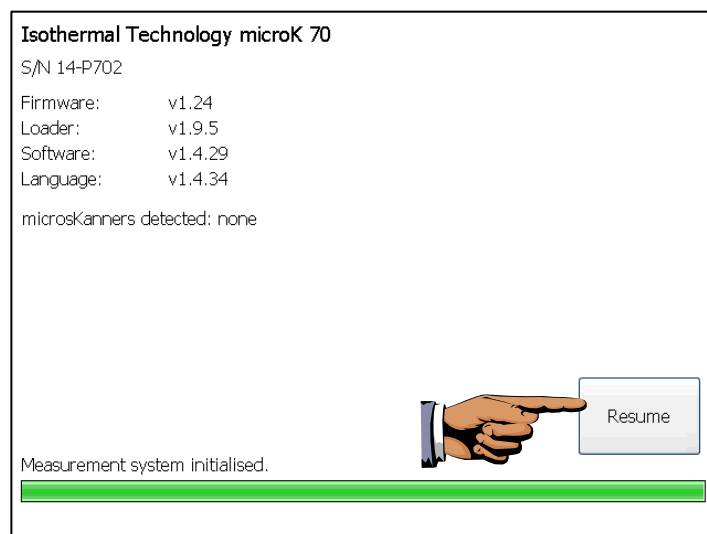 Isothermal Technology microK 70
S/N 14-P702
Firmware: v1.24
Loader: v1.9.5
Software: v1.4.29
Language: v1.4.34
microsKanners detected: none
Resume
Measurement system initialised.